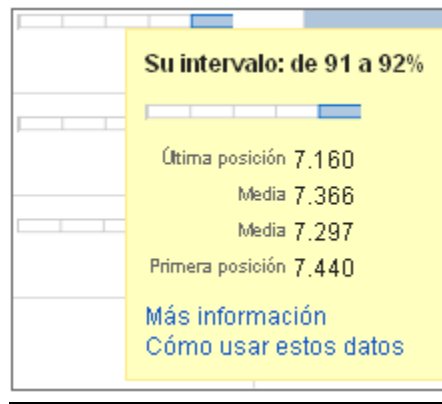 Su intervalo: de 91 a 92%
Última posición 7.160
Media 7.366
Media 7.297
Primera posición 7.440
Más información
Cómo usar estos datos